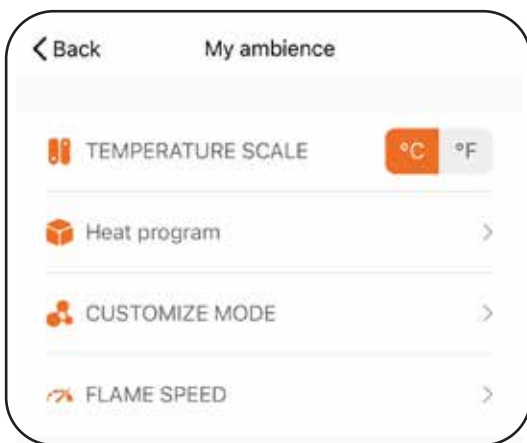 Back My ambience
TEMPERATURE SCALE °C °F
Heat program
CUSTOMIZE MODE
FLAME SPEED